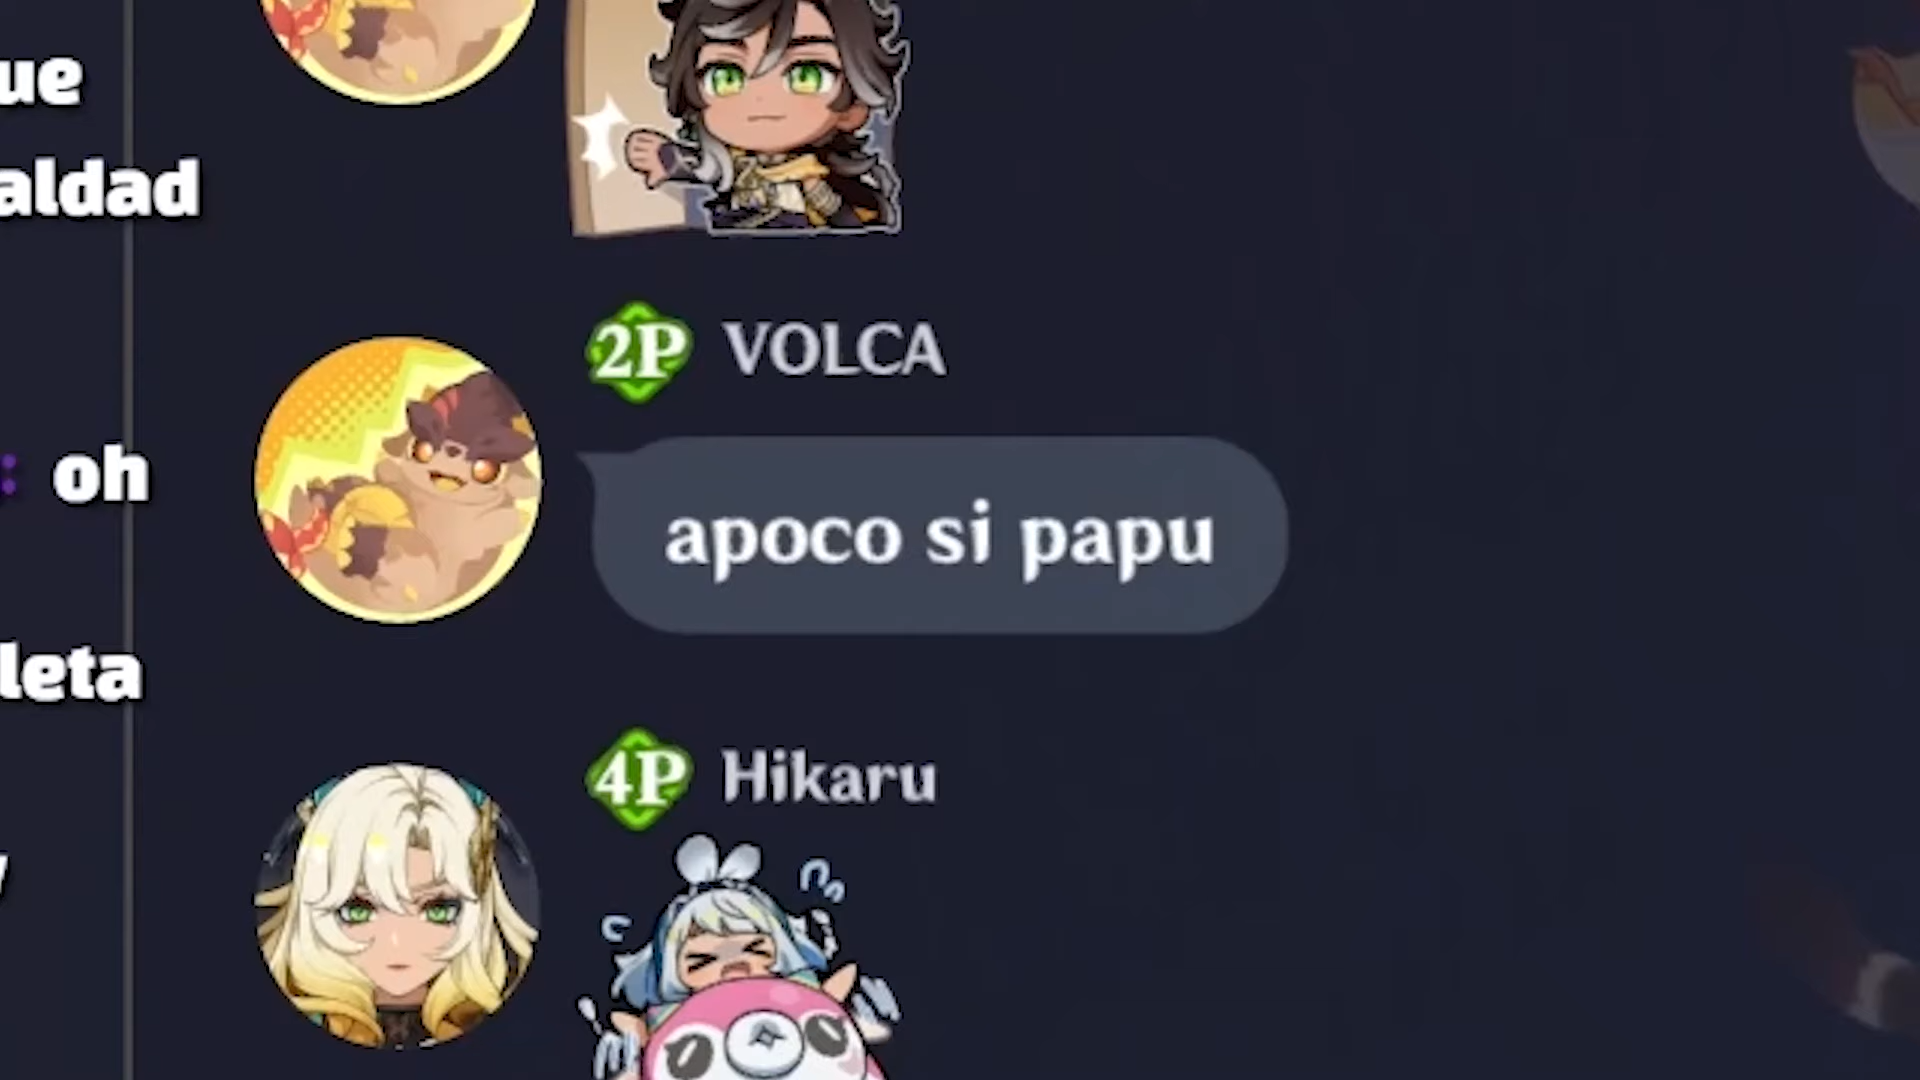 ue
aldad
2P VOLCA
apoco si papu
: oh
leta
4P Hikaru